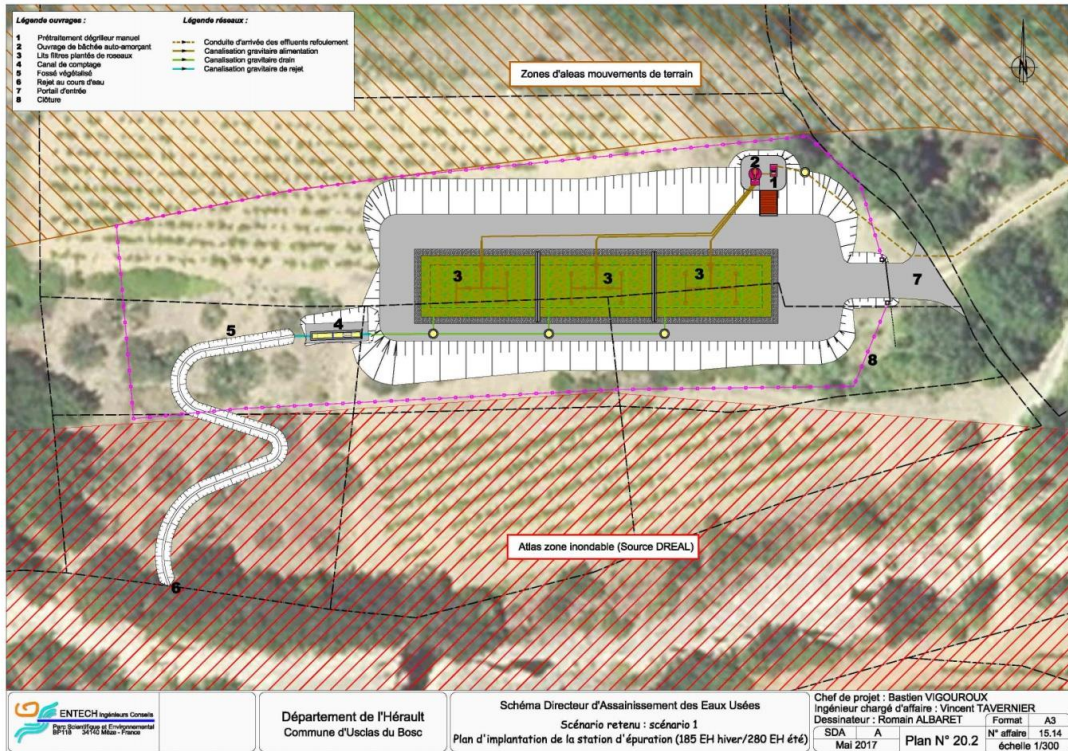 Légende ouvrages :
1 Prétraitement dégrilleur manuel
2 Ouvrage de bâchée auto-amorçant
3 Lits filtres plantés de roseaux
4 Canal de comptage
5 Fossé végétalisé
6 Rejet au cours d'eau
7 Portail d'entrée
8 Clôture
Légende réseaux :
Conduite d'arrivée des effluents refoulement
Canalisation gravitaire alimentation
Canalisation gravitaire drain
Canalisation gravitaire de rejet
Zones d'aleas mouvements de terrain
2
1
3
3
3
7
4
5
8
Atlas zone inondable (Source DREAL)
6
ENTECH Ingénieurs Conseils
Parc Scientifique et Environnemental
BP118 34140 Mèze - France
Département de l'Hérault
Commune d'Usclas du Bosc
Schéma Directeur d'Assainissement des Eaux Usées
Scénario retenu : scénario 1
Plan d'implantation de la station d'épuration (185 EH hiver/280 EH été)
Chef de projet : Bastien VIGOUROUX
Ingénieur chargé d'affaire : Vincent TAVERNIER
Dessinateur : Romain ALBARET
SDA A
Mai 2017
Plan N° 20.2
Format A3
N° affaire 15.14
échelle 1/300